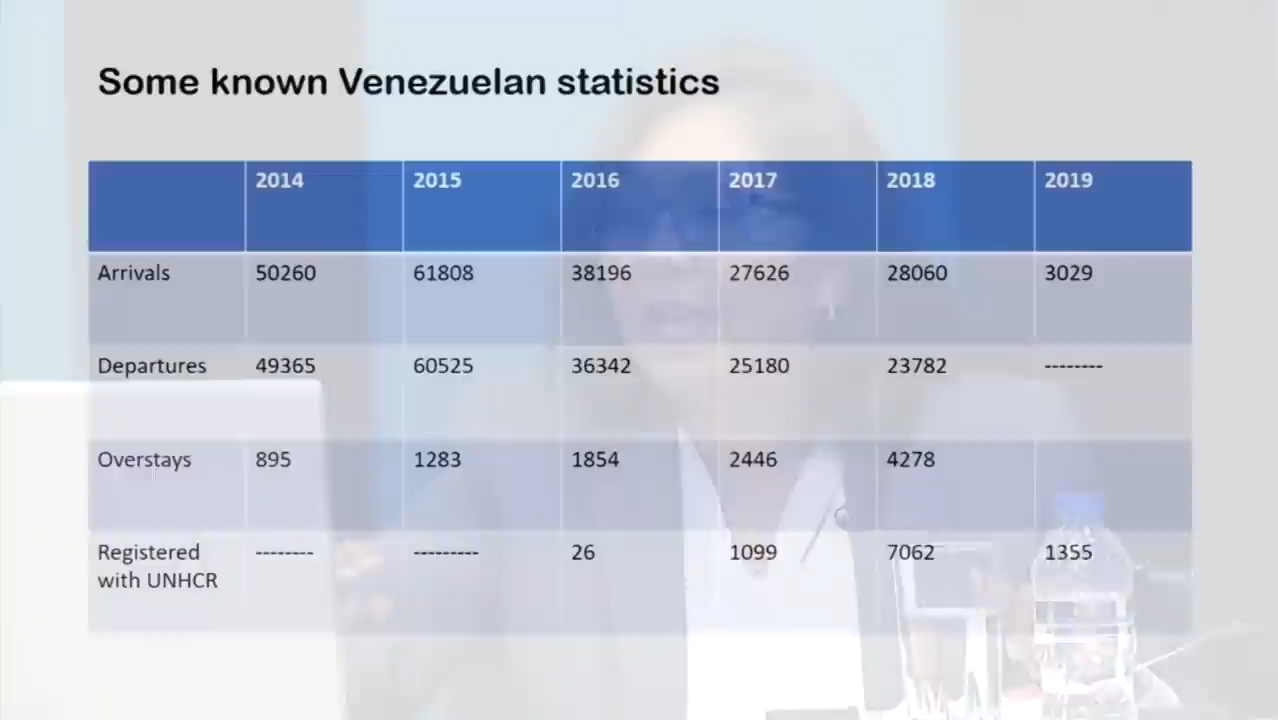 Some known Venezuelan statistics
2014 2015 2016 2017 2018 2019
Arrivals 50260 61808 38196 27626 28060 3029
Departures 49365 60525 36342 25180 23782 --------
Overstays 895 1283 1854 2446 4278
Registered -------- --------- 26 1099 7062 1355
with UNHCR